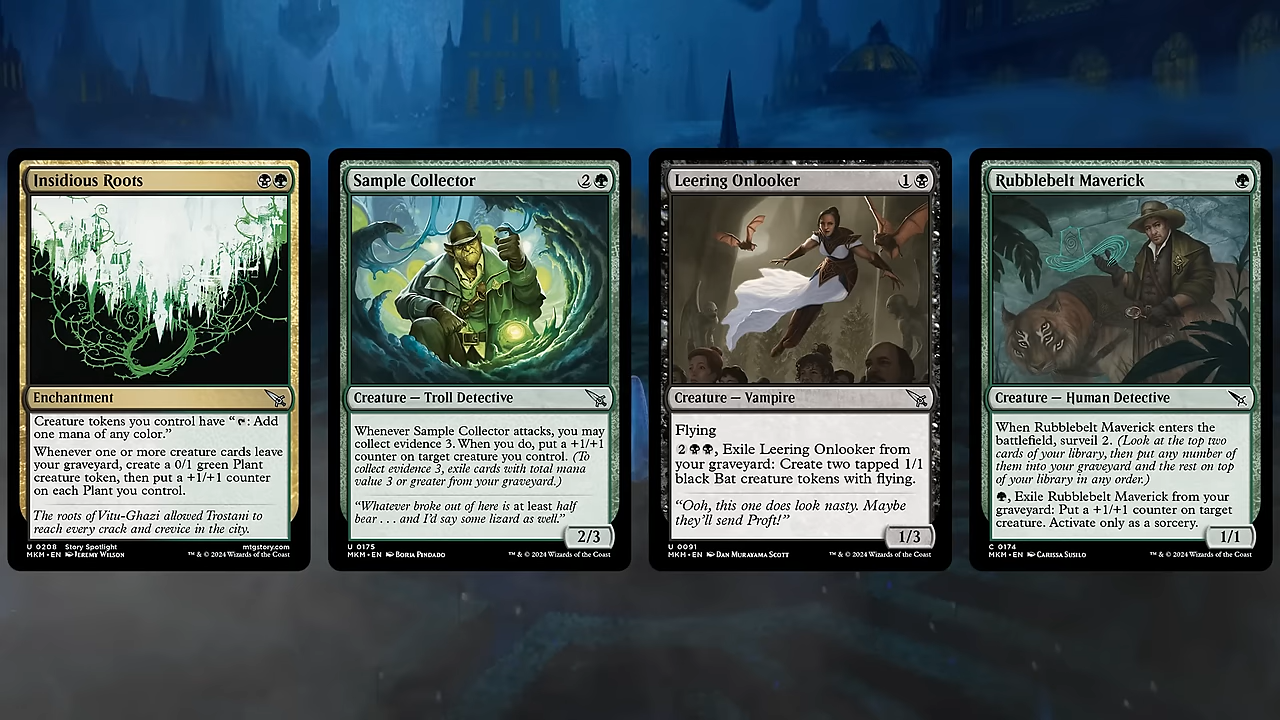 Insidious Roots
Enchantment
Creature tokens you control have “: Add
one mana of any color.”
Whenever one or more creature cards leave
your graveyard, create a 0/1 green Plant
creature token, then put a +1/+1 counter
on each Plant you control.
The roots of Vitu-Ghazi allowed Trostani to
reach every crack and crevice in the city.
U 0208 Story Spotlight mtgstory.com
MKM • EN Jeremy Wilson ™ & © 2024 Wizards of the Coast
Sample Collector 2
Creature — Troll Detective
Whenever Sample Collector attacks, you may
collect evidence 3. When you do, put a +1/+1
counter on target creature you control. (To
collect evidence 3, exile cards with total mana
value 3 or greater from your graveyard.)
“Whatever broke out of here is at least half
bear . . . and I’d say some lizard as well.”
2/3
U 0175
MKM • EN Boria Pindado ™ & © 2024 Wizards of the Coast
Leering Onlooker 1
Creature — Vampire
Flying
2, Exile Leering Onlooker from
your graveyard: Create two tapped 1/1
black Bat creature tokens with flying.
“Ooh, this one does look nasty. Maybe
they’ll send Proft!”
1/3
U 0091
MKM • EN Dan Murayama Scott ™ & © 2024 Wizards of the Coast
Rubblebelt Maverick
Creature — Human Detective
When Rubblebelt Maverick enters the
battlefield, surveil 2. (Look at the top two
cards of your library, then put any number of
them into your graveyard and the rest on top
of your library in any order.)
, Exile Rubblebelt Maverick from your
graveyard: Put a +1/+1 counter on target
creature. Activate only as a sorcery.
1/1
C 0174
MKM • EN Carissa Susilo ™ & © 2024 Wizards of the Coast